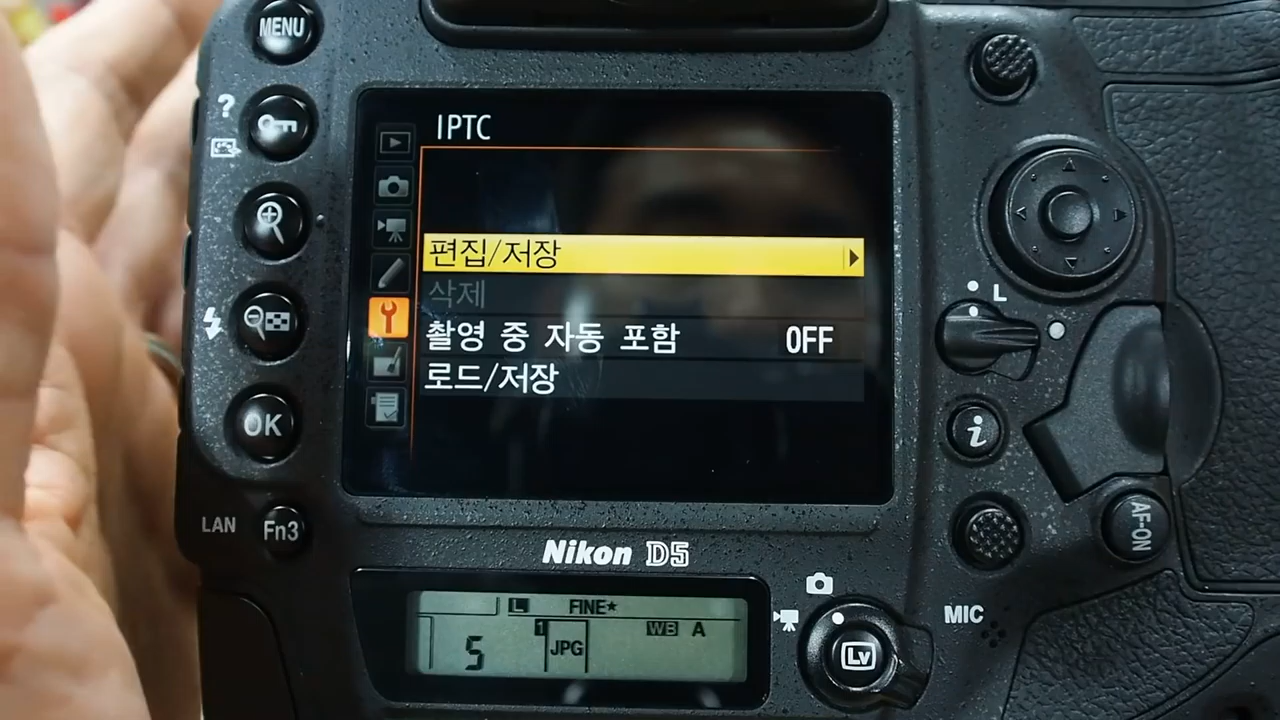 MENU
?
IPTC
편집/저장
삭제
촬영 중 자동 포함 OFF
로드/저장
L
OK
i
LAN Fn3
AF-ON
Nikon D5
L FINE★
5 1 JPG WB A
MIC
Lv